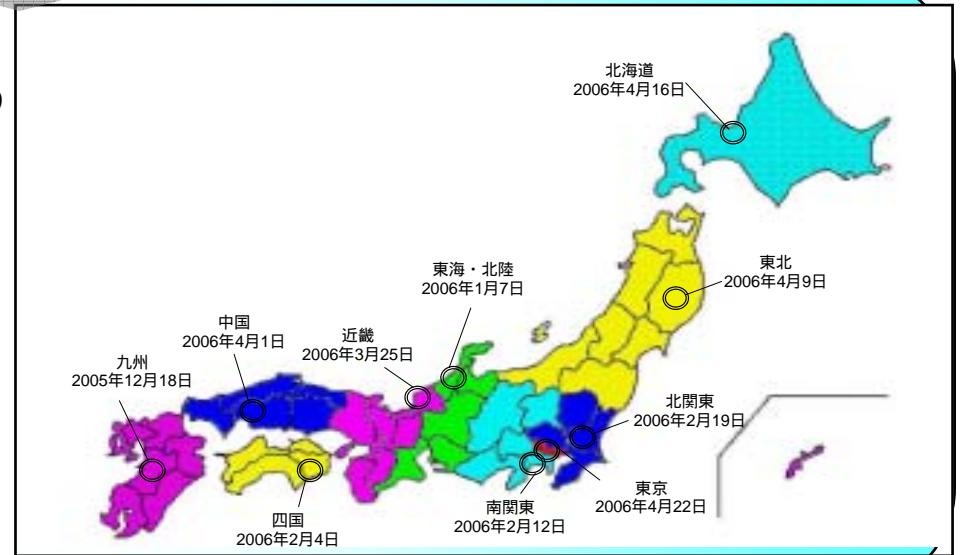 北海道
2006年4月16日
東北
2006年4月9日
東海・北陸
2006年1月7日
中国
2006年4月1日
近畿
2006年3月25日
九州
2005年12月18日
北関東
2006年2月19日
東京
2006年4月22日
南関東
2006年2月12日
四国
2006年2月4日